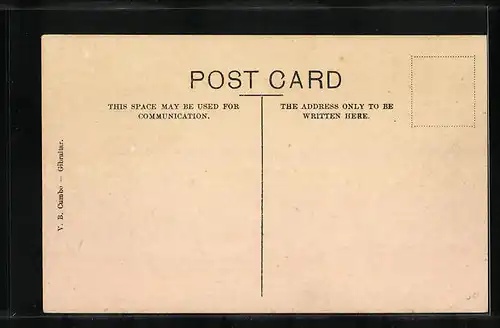 POST CARD
THIS SPACE MAY BE USED FOR
COMMUNICATION.
THE ADDRESS ONLY TO BE
WRITTEN HERE.
V. B. Cumbo — Gibraltar.